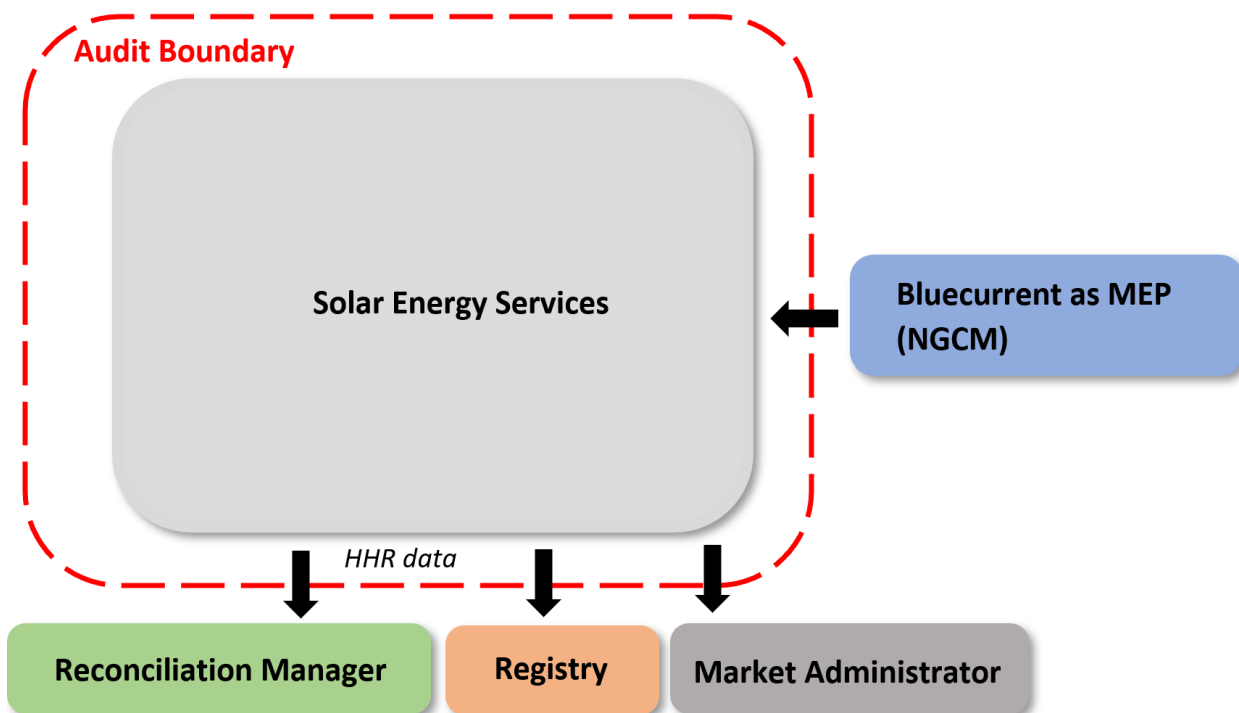 Audit Boundary
Solar Energy Services
Bluecurrent as MEP
(NGCM)
HHR data
Reconciliation Manager
Registry
Market Administrator